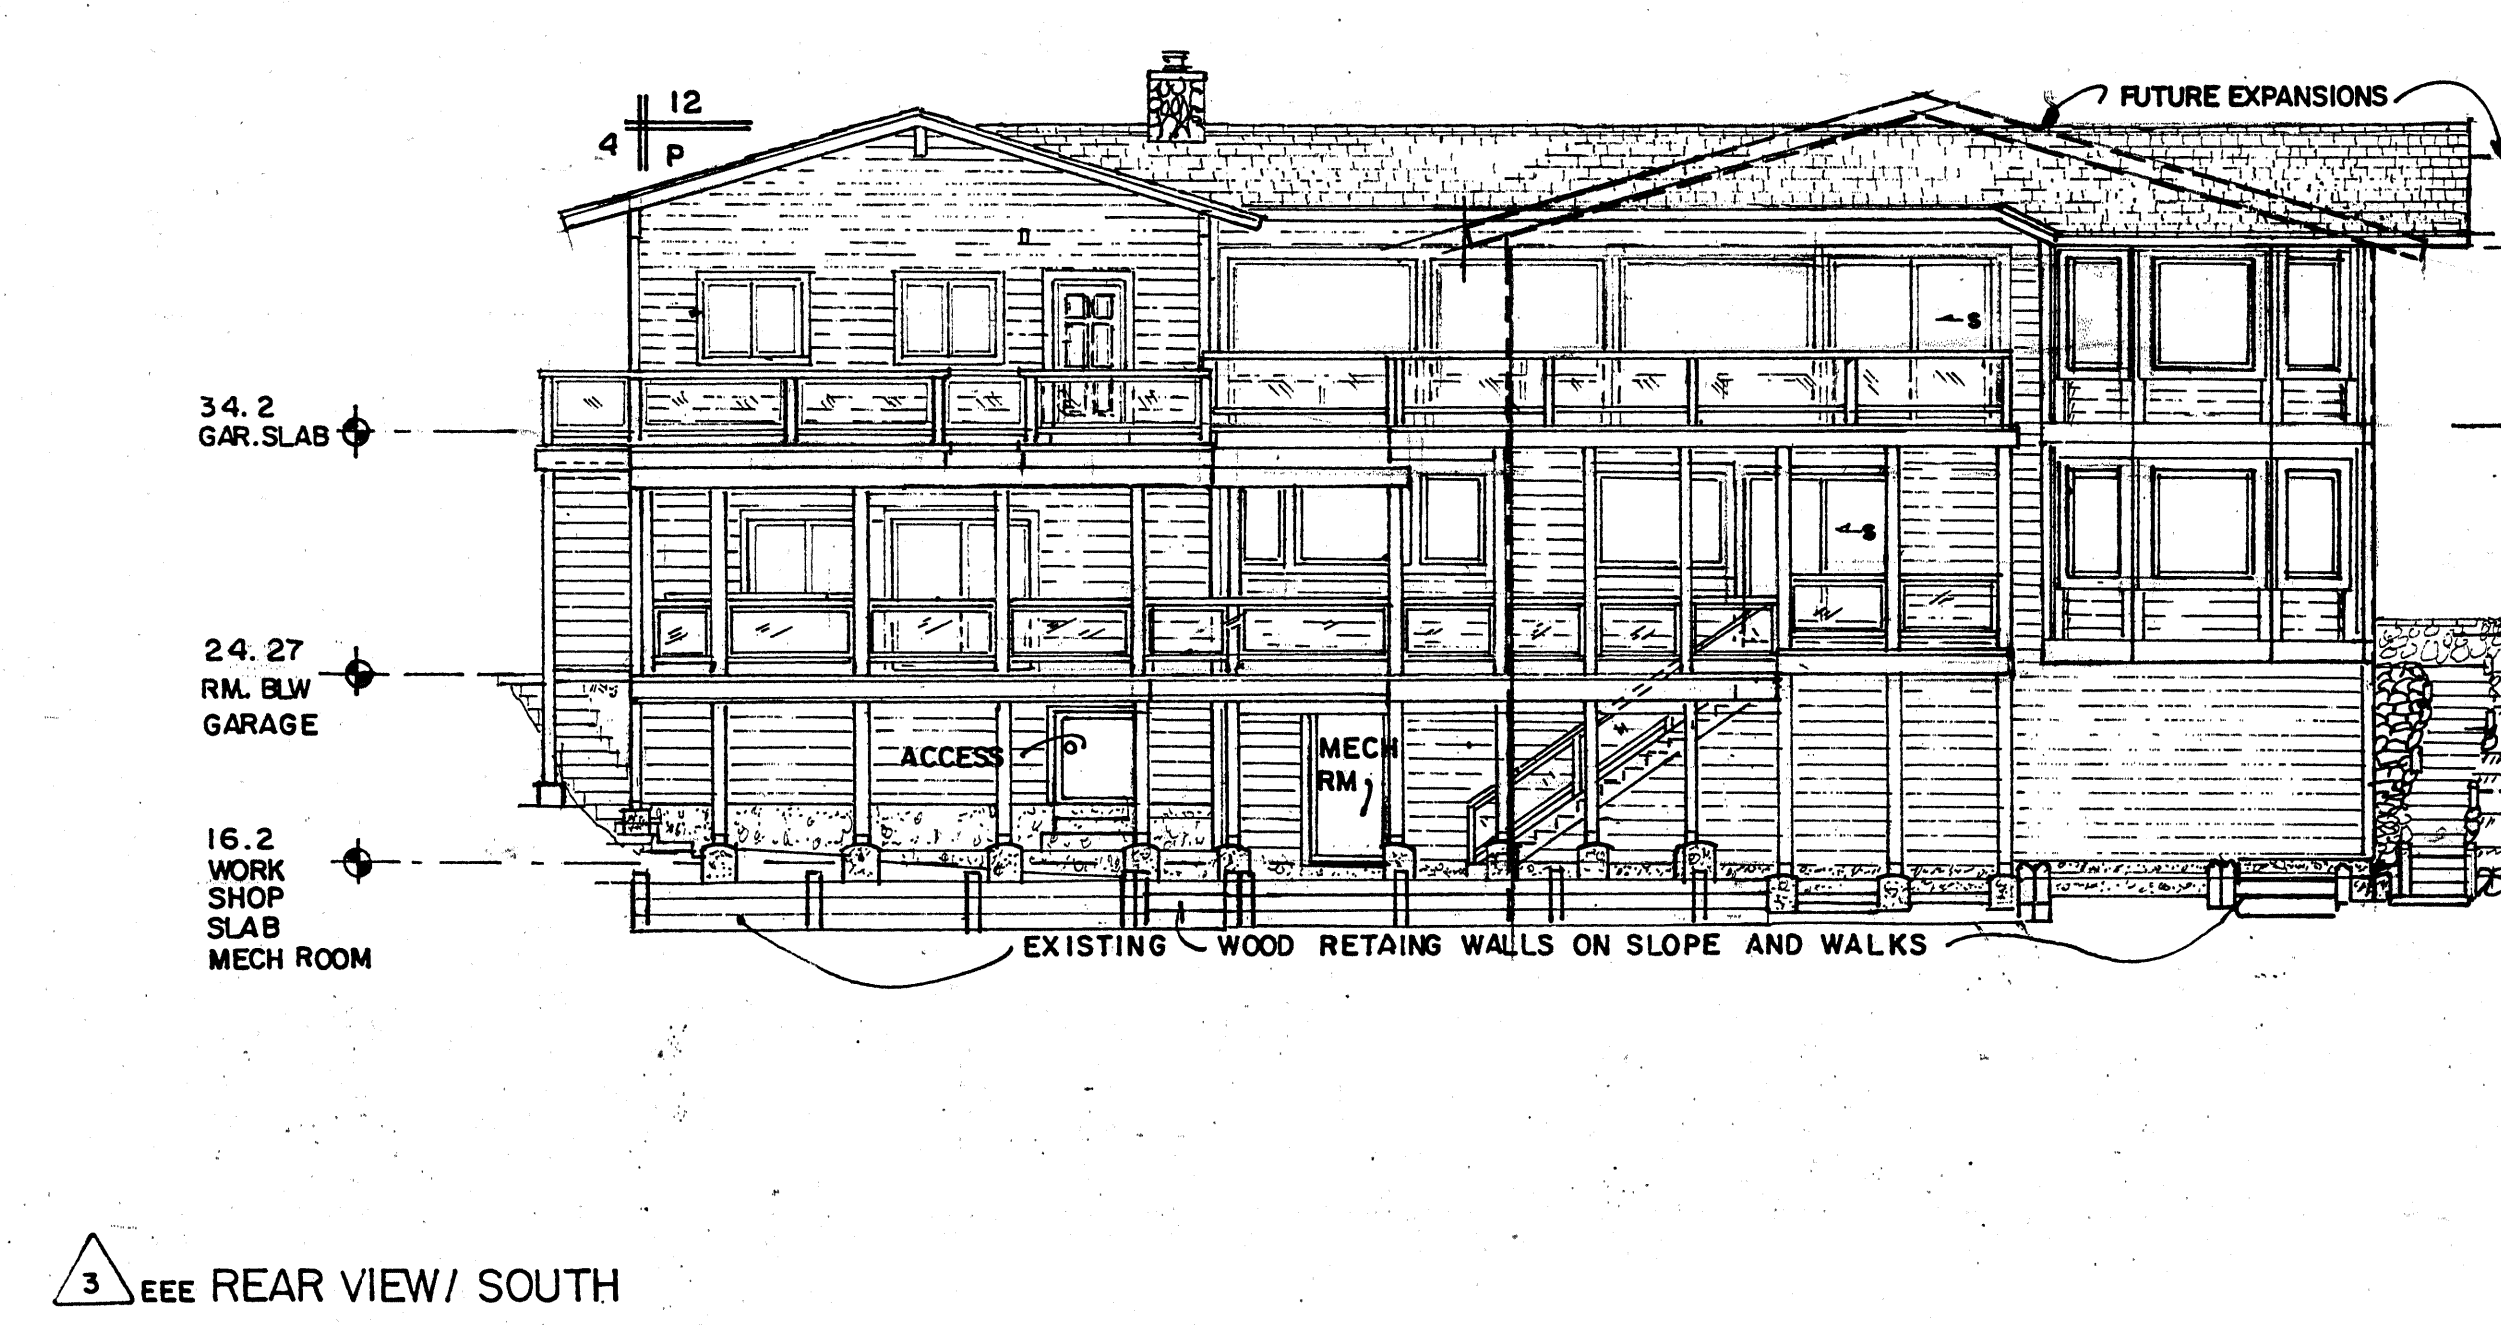 12
4
P
FUTURE EXPANSIONS
S
34.2
GAR.SLAB
S
24.27
RM. BLW
GARAGE
ACCESS
MECH
RM
16.2
WORK
SHOP
SLAB
MECH ROOM
EXISTING WOOD RETAING WALLS ON SLOPE AND WALKS
3 EEE REAR VIEW/ SOUTH